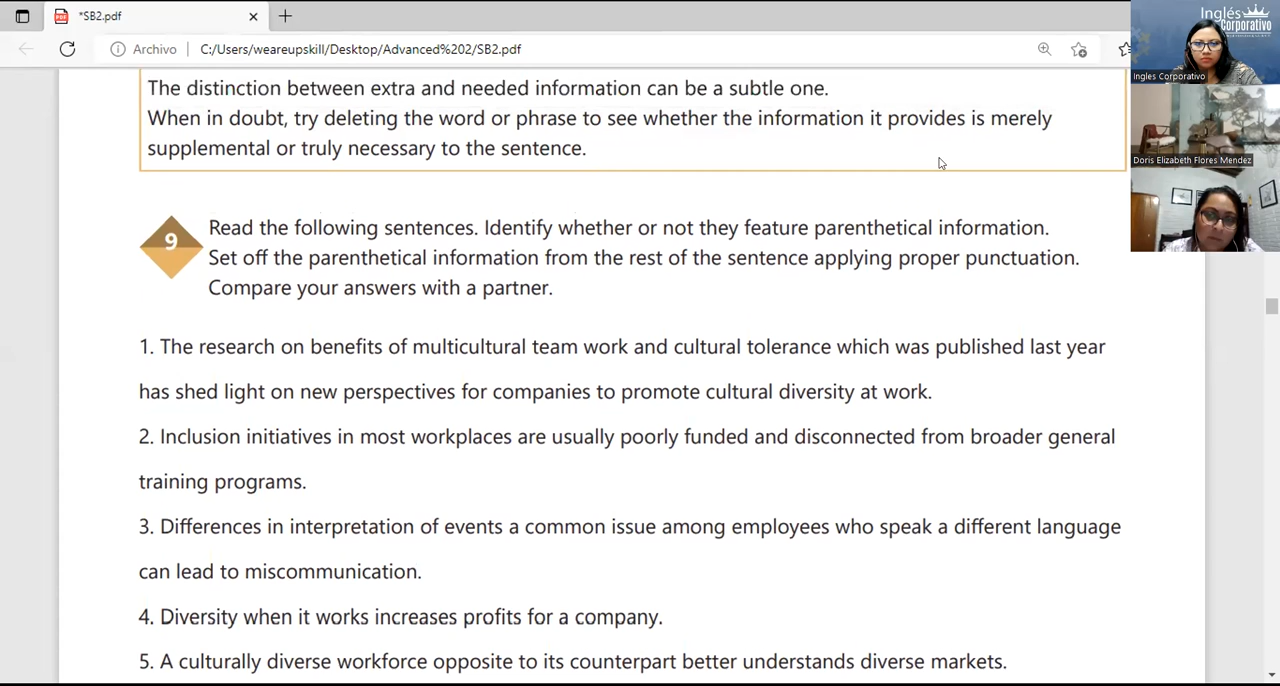 *SB2.pdf
Archivo
C:/Users/weareupskill/Desktop/Advanced%202/SB2.pdf
Inglés
Corporativo
Ingles Corporativo
Doris Elizabeth Flores Mendez
The distinction between extra and needed information can be a subtle one.
When in doubt, try deleting the word or phrase to see whether the information it provides is merely
supplemental or truly necessary to the sentence.
9
Read the following sentences. Identify whether or not they feature parenthetical information.
Set off the parenthetical information from the rest of the sentence applying proper punctuation.
Compare your answers with a partner.
1. The research on benefits of multicultural team work and cultural tolerance which was published last year
has shed light on new perspectives for companies to promote cultural diversity at work.
2. Inclusion initiatives in most workplaces are usually poorly funded and disconnected from broader general
training programs.
3. Differences in interpretation of events a common issue among employees who speak a different language
can lead to miscommunication.
4. Diversity when it works increases profits for a company.
5. A culturally diverse workforce opposite to its counterpart better understands diverse markets.